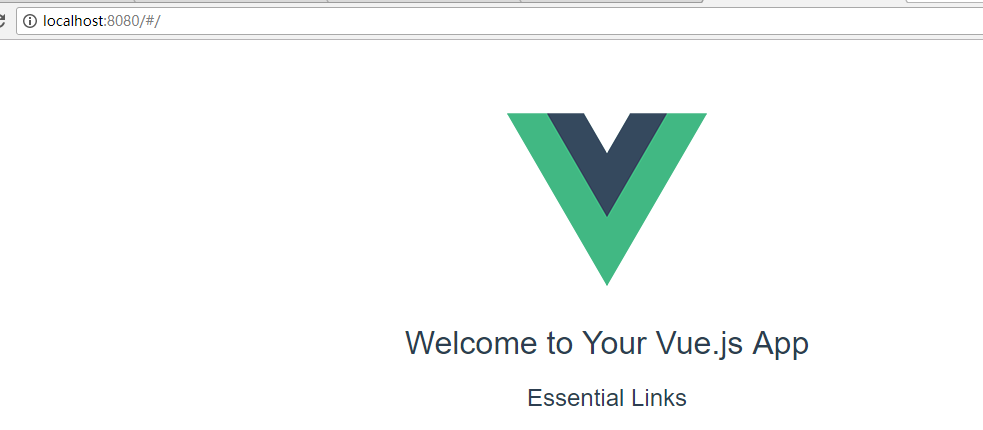 localhost:8080/#/
Welcome to Your Vue.js App
Essential Links